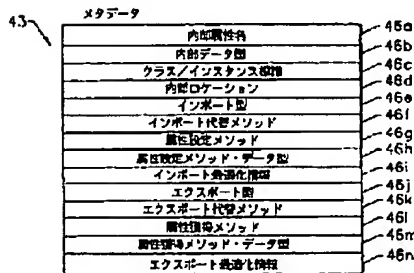 メタデータ
43
内部属性名 46a
内部データ型 46b
クラス/インスタンス標識 46c
内部ロケーション 46d
インポート型 46e
インポート代替メソッド 46f
属性設定メソッド 46g
属性設定メソッド・データ型 46h
インポート最適化情報 46i
エクスポート型 46j
エクスポート代替メソッド 46k
属性獲得メソッド 46l
属性獲得メソッド・データ型 46m
エクスポート最適化情報 46n